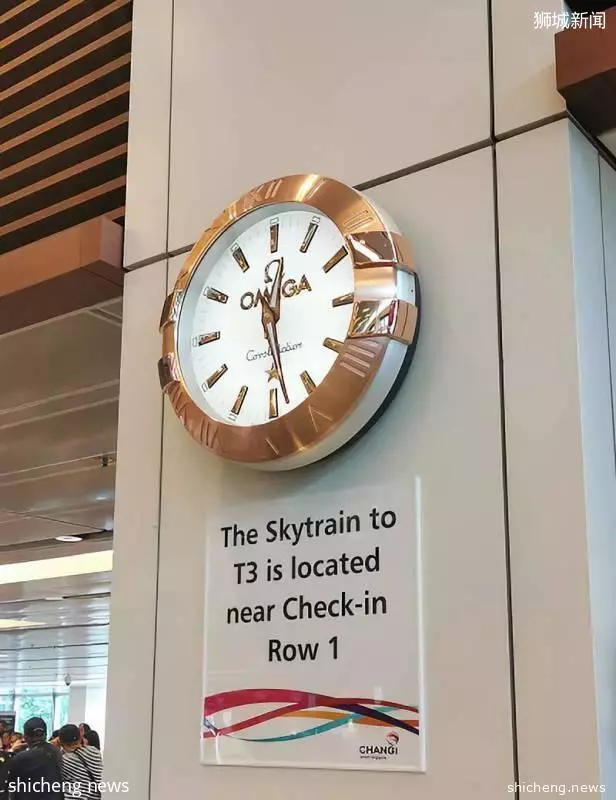 狮城新闻
XII
OMEGA
Constellation
The Skytrain to
T3 is located
near Check-in
Row 1
CHANGI
shicheng.news
shicheng.news